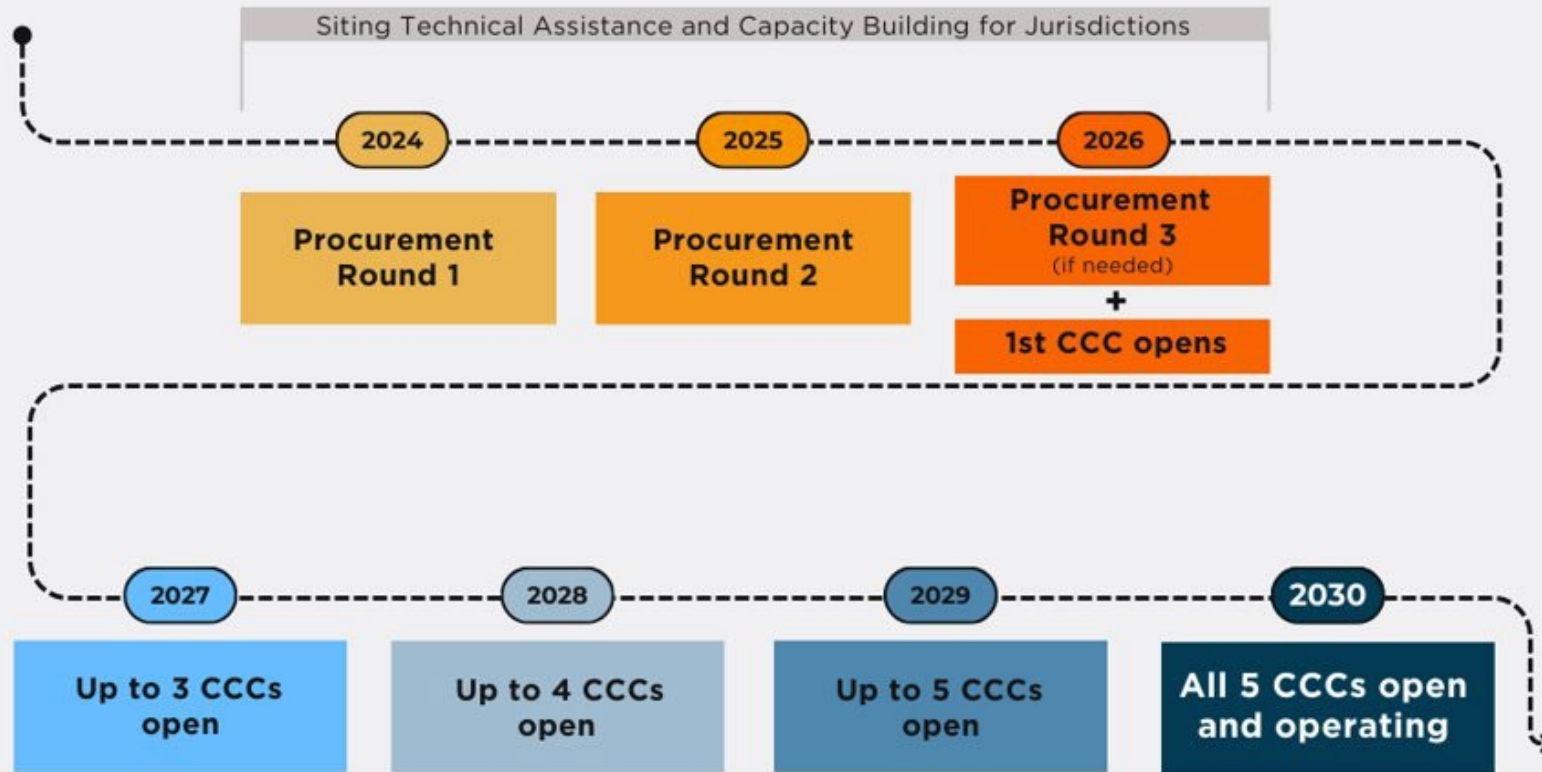 Siting Technical Assistance and Capacity Building for Jurisdictions
2024
2025
2026
Procurement
Round 1
Procurement
Round 2
Procurement
Round 3
(if needed)
+
1st CCC opens
2027
2028
2029
2030
Up to 3 CCCs
open
Up to 4 CCCs
open
Up to 5 CCCs
open
All 5 CCCs open
and operating